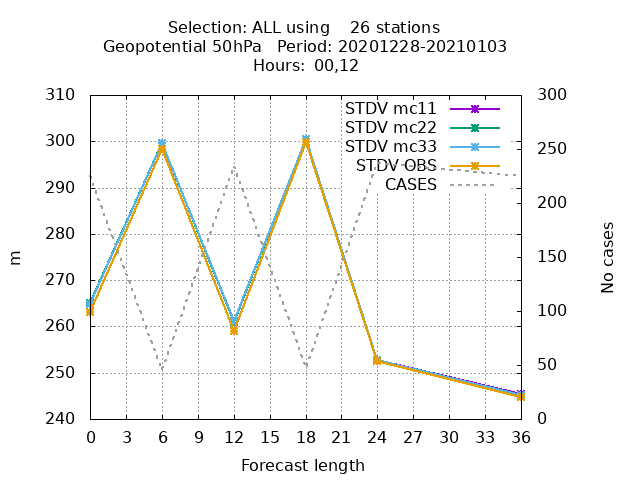 Selection: ALL using    26 stations
Geopotential 50hPa   Period: 20201228-20210103
Hours:  00,12
310
300
290
280
270
260
250
240
m
STDV mc11
STDV mc22
STDV mc33
STDV OBS
CASES
300
250
200
150
100
50
0
No cases
0 3 6 9 12 15 18 21 24 27 30 33 36
Forecast length